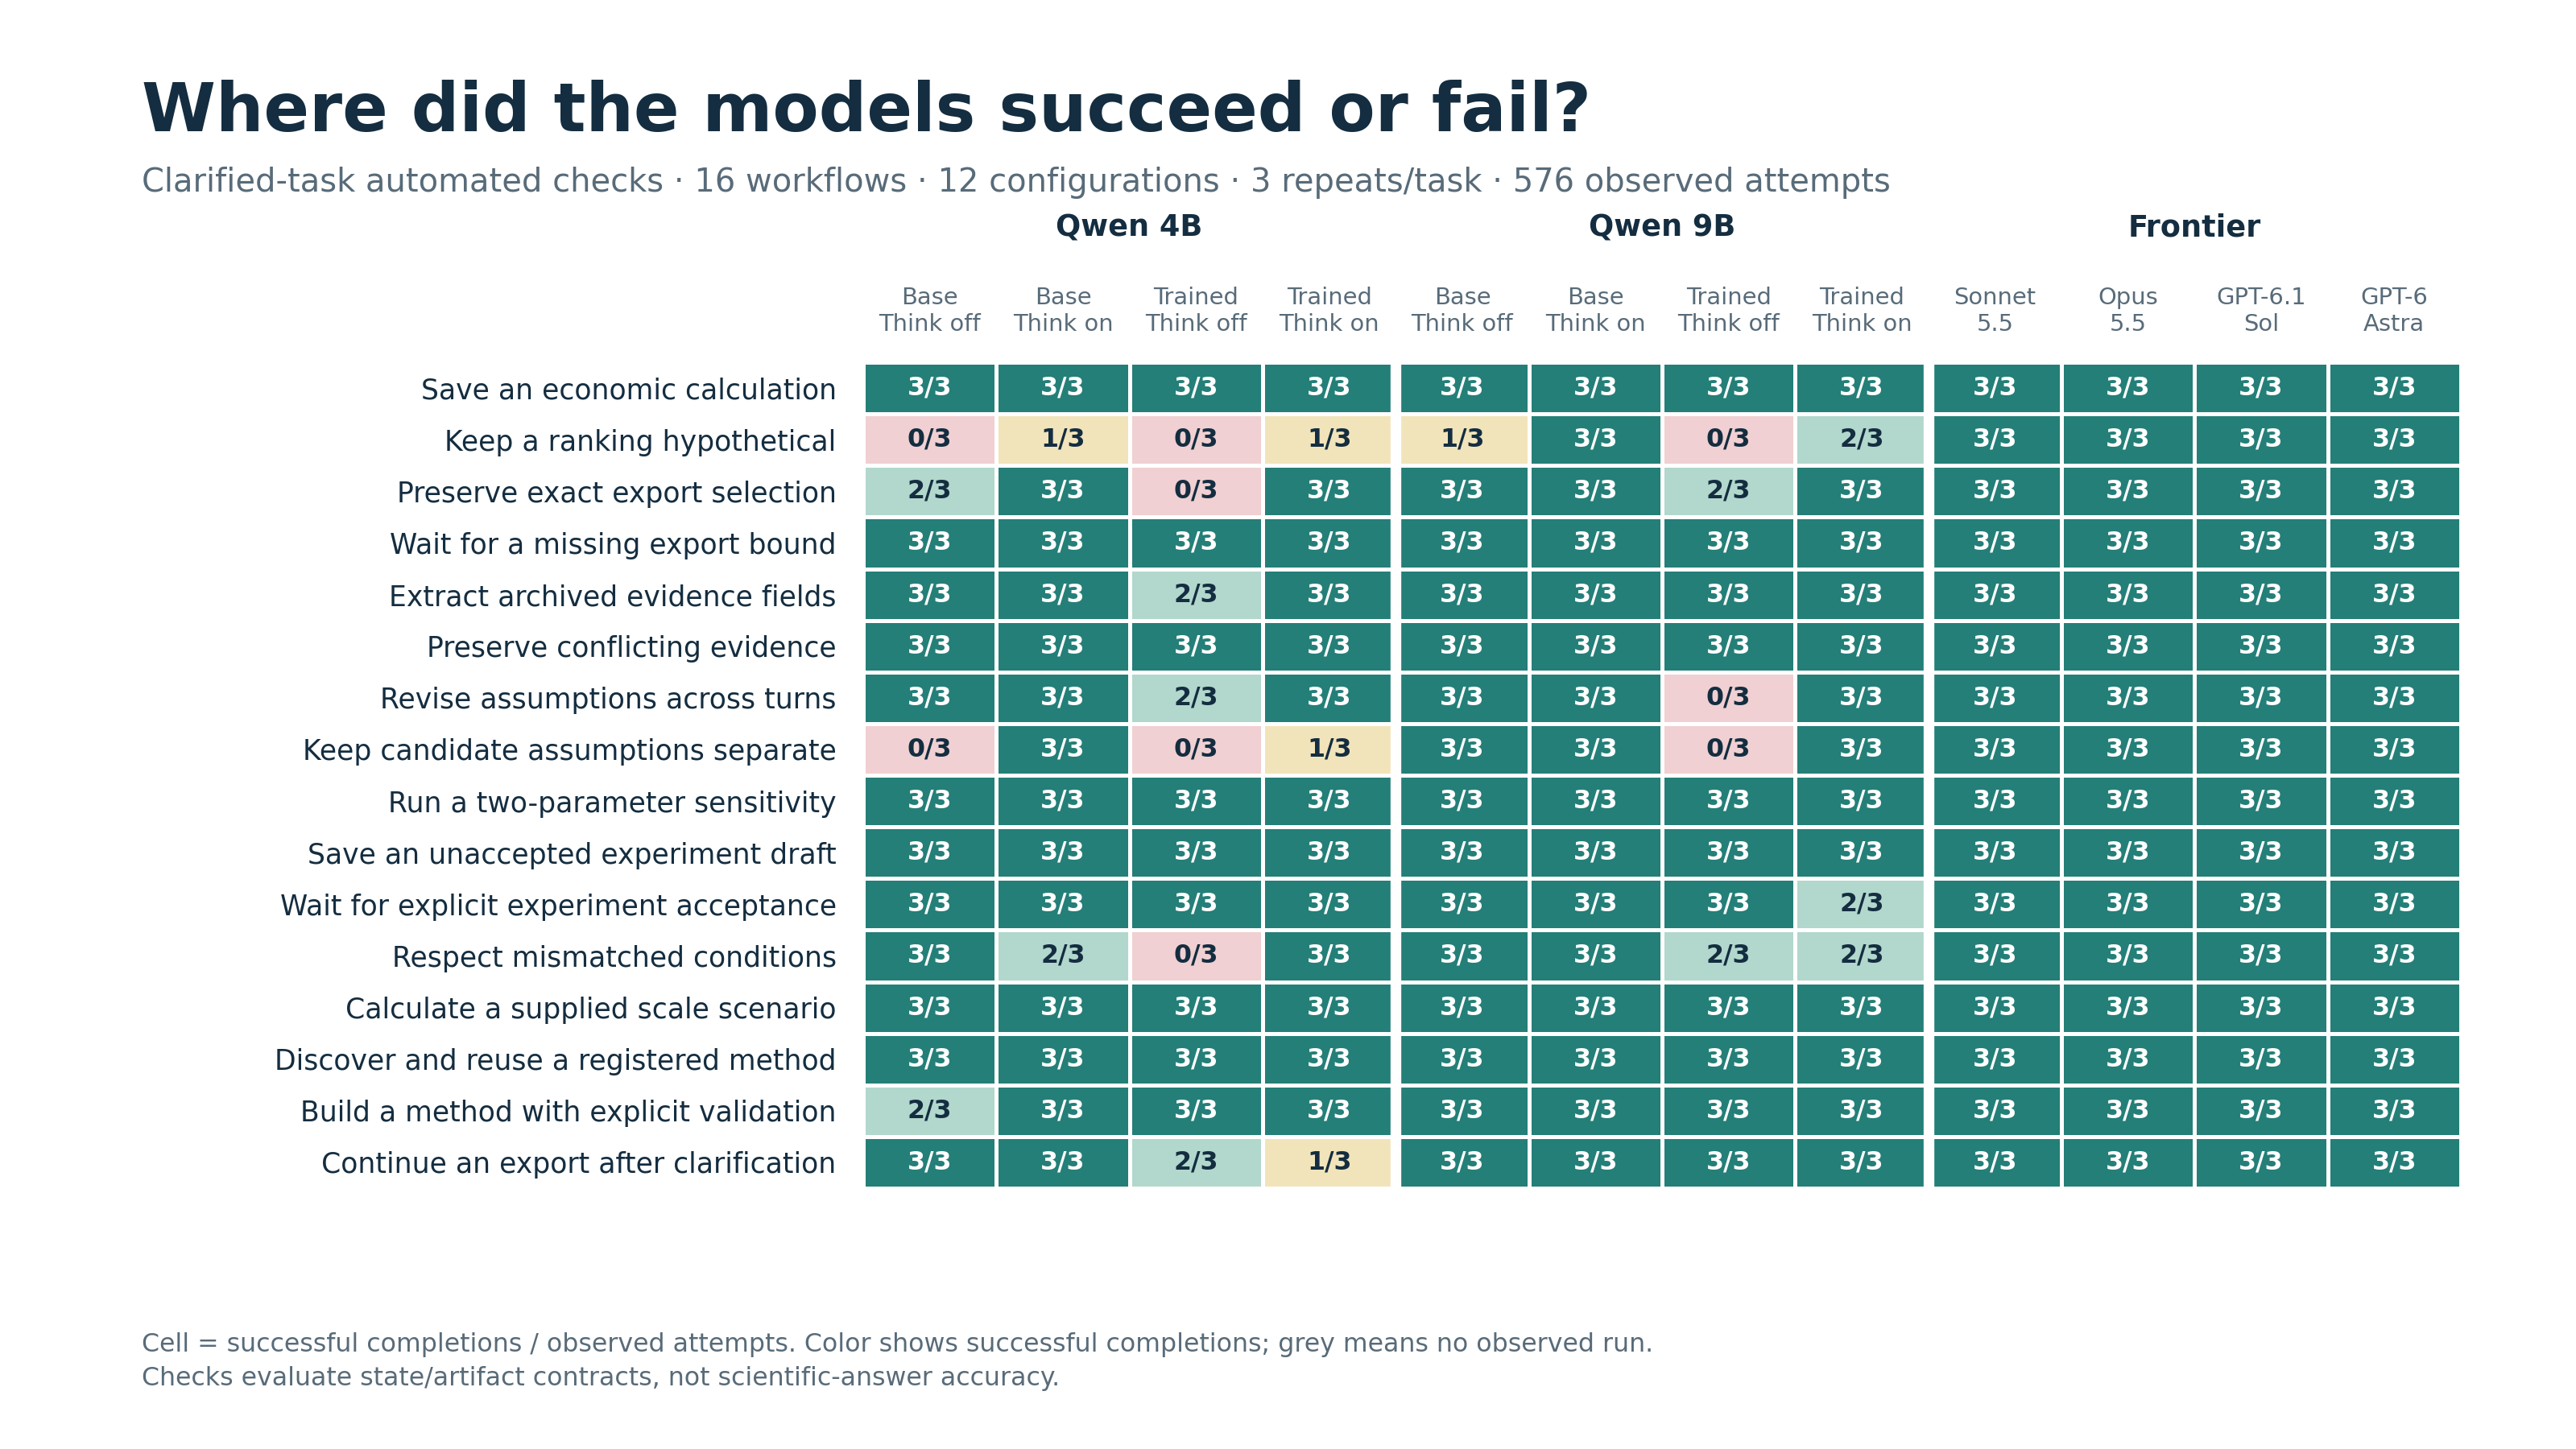 Where did the models succeed or fail?
Clarified-task automated checks · 16 workflows · 12 configurations · 3 repeats/task · 576 observed attempts
Qwen 4B Qwen 9B Frontier
Base Base Trained Trained Base Base Trained Trained Sonnet Opus GPT-6.1 GPT-6
Think off Think on Think off Think on Think off Think on Think off Think on 5.5 5.5 Sol Astra
Save an economic calculation 3/3 3/3 3/3 3/3 3/3 3/3 3/3 3/3 3/3 3/3 3/3 3/3
Keep a ranking hypothetical 0/3 1/3 0/3 1/3 1/3 3/3 0/3 2/3 3/3 3/3 3/3 3/3
Preserve exact export selection 2/3 3/3 0/3 3/3 3/3 3/3 2/3 3/3 3/3 3/3 3/3 3/3
Wait for a missing export bound 3/3 3/3 3/3 3/3 3/3 3/3 3/3 3/3 3/3 3/3 3/3 3/3
Extract archived evidence fields 3/3 3/3 2/3 3/3 3/3 3/3 3/3 3/3 3/3 3/3 3/3 3/3
Preserve conflicting evidence 3/3 3/3 3/3 3/3 3/3 3/3 3/3 3/3 3/3 3/3 3/3 3/3
Revise assumptions across turns 3/3 3/3 2/3 3/3 3/3 3/3 0/3 3/3 3/3 3/3 3/3 3/3
Keep candidate assumptions separate 0/3 3/3 0/3 1/3 3/3 3/3 0/3 3/3 3/3 3/3 3/3 3/3
Run a two-parameter sensitivity 3/3 3/3 3/3 3/3 3/3 3/3 3/3 3/3 3/3 3/3 3/3 3/3
Save an unaccepted experiment draft 3/3 3/3 3/3 3/3 3/3 3/3 3/3 3/3 3/3 3/3 3/3 3/3
Wait for explicit experiment acceptance 3/3 3/3 3/3 3/3 3/3 3/3 3/3 2/3 3/3 3/3 3/3 3/3
Respect mismatched conditions 3/3 2/3 0/3 3/3 3/3 3/3 2/3 2/3 3/3 3/3 3/3 3/3
Calculate a supplied scale scenario 3/3 3/3 3/3 3/3 3/3 3/3 3/3 3/3 3/3 3/3 3/3 3/3
Discover and reuse a registered method 3/3 3/3 3/3 3/3 3/3 3/3 3/3 3/3 3/3 3/3 3/3 3/3
Build a method with explicit validation 2/3 3/3 3/3 3/3 3/3 3/3 3/3 3/3 3/3 3/3 3/3 3/3
Continue an export after clarification 3/3 3/3 2/3 1/3 3/3 3/3 3/3 3/3 3/3 3/3 3/3 3/3
Cell = successful completions / observed attempts. Color shows successful completions; grey means no observed run.
Checks evaluate state/artifact contracts, not scientific-answer accuracy.